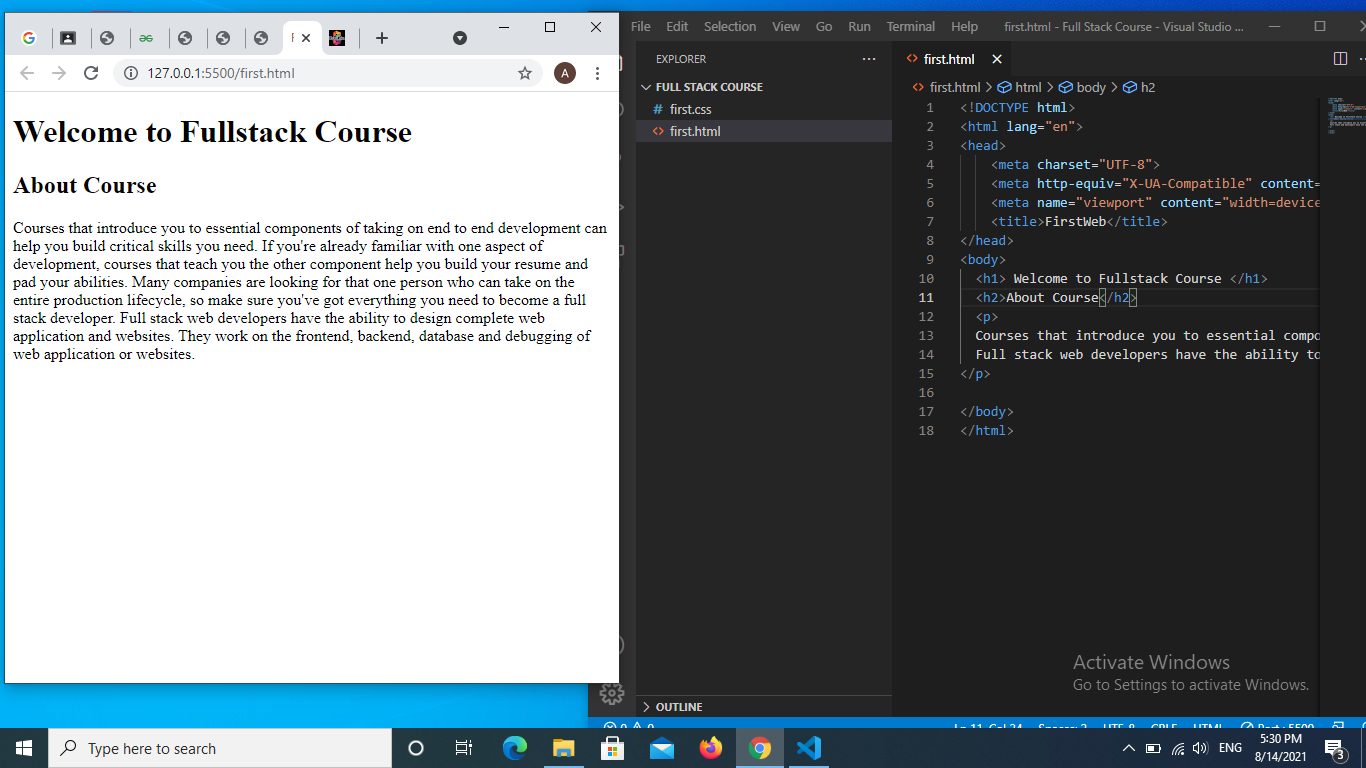 127.0.0.1:5500/first.html
A
Welcome to Fullstack Course
About Course
Courses that introduce you to essential components of taking on end to end development can
help you build critical skills you need. If you're already familiar with one aspect of
development, courses that teach you the other component help you build your resume and
pad your abilities. Many companies are looking for that one person who can take on the
entire production lifecycle, so make sure you've got everything you need to become a full
stack developer. Full stack web developers have the ability to design complete web
application and websites. They work on the frontend, backend, database and debugging of
web application or websites.
File Edit Selection View Go Run Terminal Help first.html - Full Stack Course - Visual Studio ...
EXPLORER
FULL STACK COURSE
# first.css
<> first.html
OUTLINE
<> first.html
<> first.html > html > body > h2
1 <!DOCTYPE html>
2 <html lang="en">
3 <head>
4 <meta charset="UTF-8">
5 <meta http-equiv="X-UA-Compatible" content=
6 <meta name="viewport" content="width=device
7 <title>FirstWeb</title>
8 </head>
9 <body>
10 <h1> Welcome to Fullstack Course </h1>
11 <h2>About Course</h2>
12 <p>
13 Courses that introduce you to essential compo
14 Full stack web developers have the ability to
15 </p>
16
17 </body>
18 </html>
Activate Windows
Go to Settings to activate Windows.
Type here to search
ENG
5:30 PM
8/14/2021
3